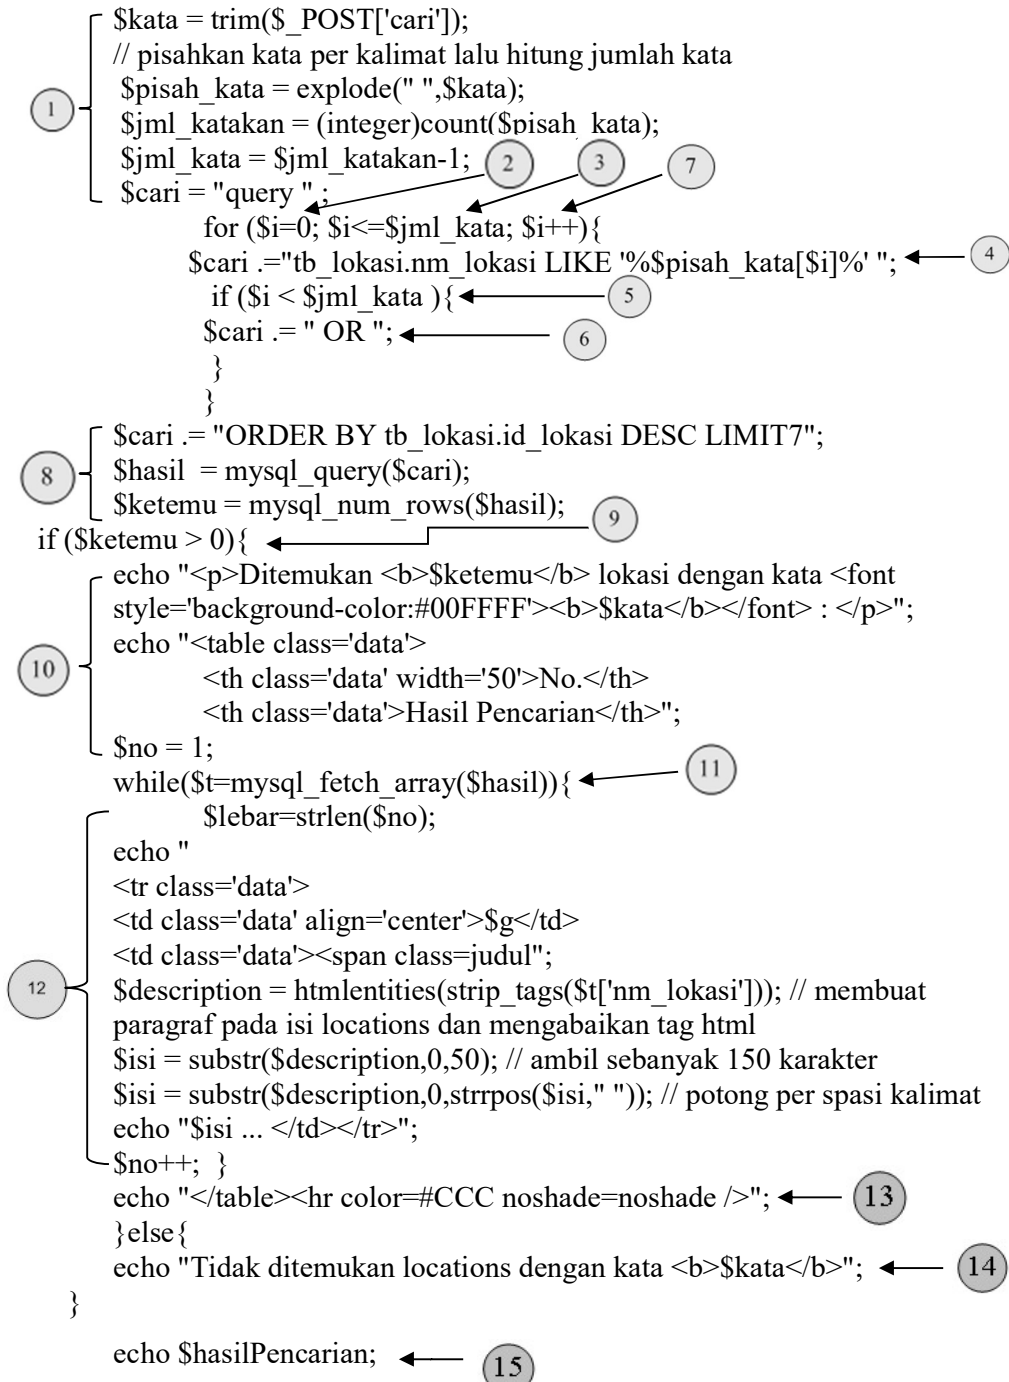 $kata = trim($_POST['cari']);
// pisahkan kata per kalimat lalu hitung jumlah kata
1 $pisah_kata = explode(" ",$kata);
$jml_katakan = (integer)count($pisah_kata);
$jml_kata = $jml_katakan-1; 2 3 7
$cari = "query " ;
for ($i=0; $i<=$jml_kata; $i++){
$cari .="tb_lokasi.nm_lokasi LIKE '%$pisah_kata[$i]%' "; 4
if ($i < $jml_kata ){ 5
$cari .= " OR "; 6
}
}
$cari .= "ORDER BY tb_lokasi.id_lokasi DESC LIMIT7";
8 $hasil = mysql_query($cari);
$ketemu = mysql_num_rows($hasil);
if ($ketemu > 0){ 9
echo "<p>Ditemukan <b>$ketemu</b> lokasi dengan kata <font
style='background-color:#00FFFF'><b>$kata</b></font> : </p>";
echo "<table class='data'>
10 <th class='data' width='50'>No.</th>
<th class='data'>Hasil Pencarian</th>";
$no = 1;
while($t=mysql_fetch_array($hasil)){ 11
$lebar=strlen($no);
echo "
<tr class='data'>
<td class='data' align='center'>$g</td>
<td class='data'><span class=judul";
12 $description = htmlentities(strip_tags($t['nm_lokasi'])); // membuat
paragraf pada isi locations dan mengabaikan tag html
$isi = substr($description,0,50); // ambil sebanyak 150 karakter
$isi = substr($description,0,strrpos($isi," ")); // potong per spasi kalimat
echo "$isi ... </td></tr>";
$no++; }
echo "</table><hr color=#CCC noshade=noshade />"; 13
}else{
echo "Tidak ditemukan locations dengan kata <b>$kata</b>"; 14
}
echo $hasilPencarian; 15